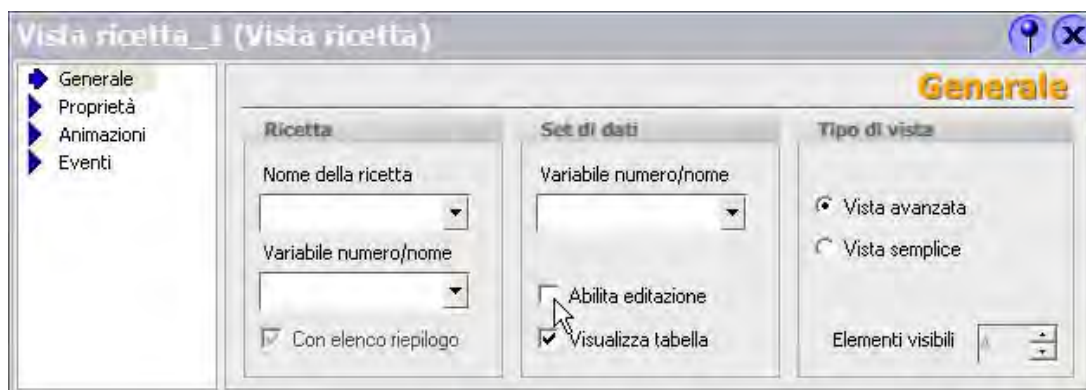 Vista ricetta_1 (Vista ricetta)
Generale
Proprietà
Animazioni
Eventi
Generale
Ricetta
Nome della ricetta
Variabile numero/nome
Con elenco riepilogo
Set di dati
Variabile numero/nome
Abilita editazione
Visualizza tabella
Tipo di vista
Vista avanzata
Vista semplice
Elementi visibili